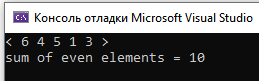 Консоль отладки Microsoft Visual Studio
< 6 4 5 1 3 >
sum of even elements = 10